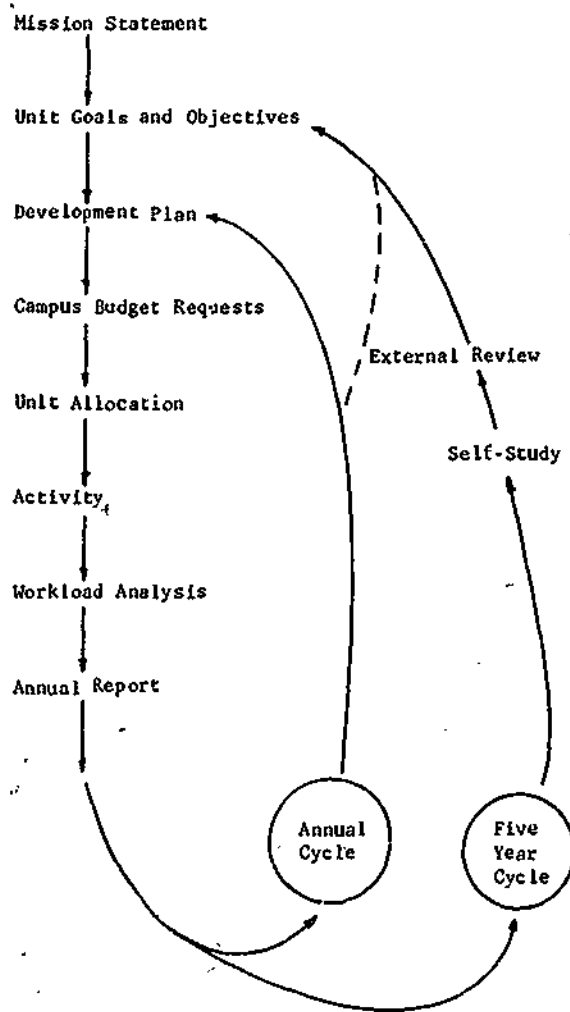 Mission Statement
Unit Goals and Objectives
Development Plan
Campus Budget Requests
External Review
Unit Allocation
Self-Study
Activity
Workload Analysis
Annual Report
Annual
Cycle
Five
Year
Cycle